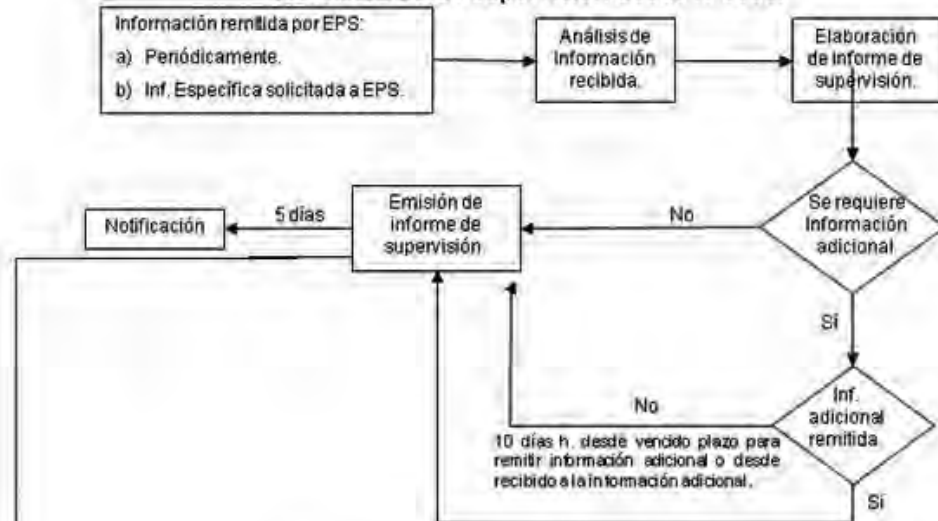 Información remitida por EPS:
a) Periódicamente.
b) Inf. Específica solicitada a EPS.
Análisis de
Información
recibida.
Elaboración
de informe de
supervisión.
Se requiere
Información
adicional
No
Emisión de
informe de
supervisión
5 días
Notificación
Sí
Inf.
adicional
remitida
No
10 días h. desde vencido plazo para
remitir información adicional o desde
recibido a la información adicional.
Sí